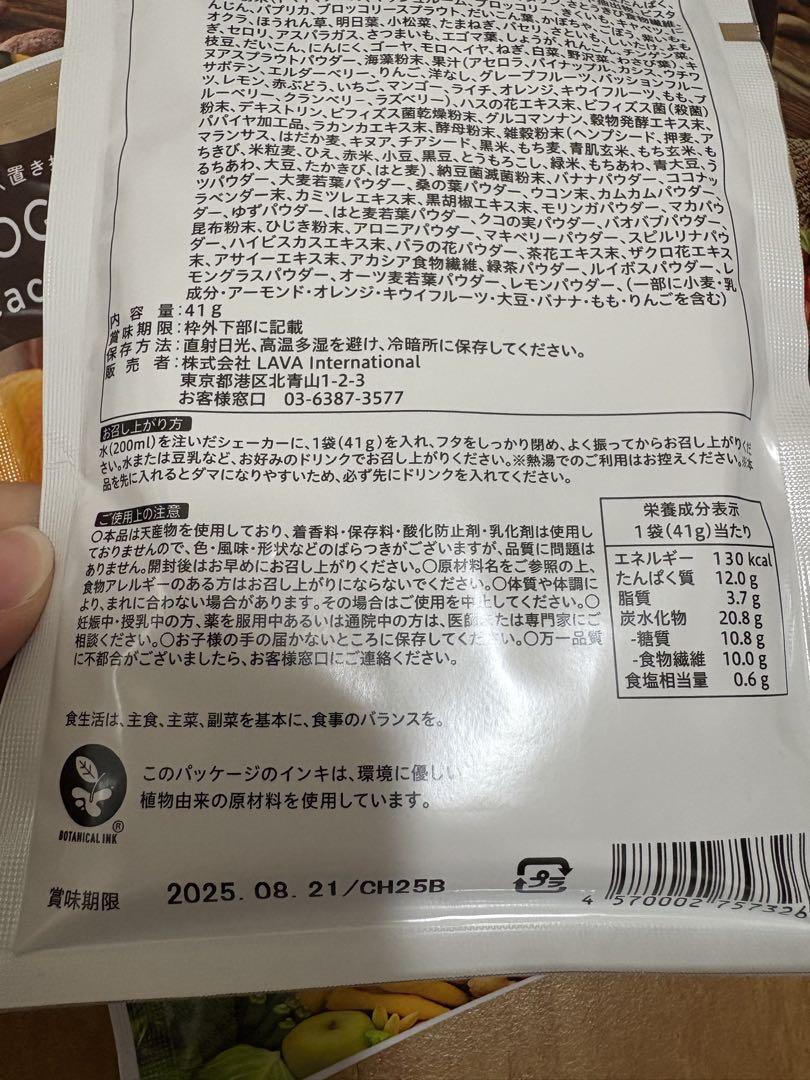 んじん、パプリカ、ブロッコリースプラウト、だいこん葉、かぼちゃ、ごぼう、紫いも、よも
ぎ、セロリ、アスパラガス、さつまいも、エゴマ葉、しょうが、れんこん、チンゲン菜、
枝豆、だいこん、にんにく、ゴーヤ、モロヘイヤ、ねぎ、白菜、野沢菜、わさび葉)、キ
ヌアスプラウトパウダー、海藻粉末、果汁(アセロラ、パイナップル、カシス、ウチワ
サボテン、エルダーベリー、りんご、洋なし、グレープフルーツ、パッションフルー
ツ、レモン、赤ぶどう、いちご、マンゴー、ライチ、オレンジ、キウイフルーツ、もも、ブ
ルーベリー、クランベリー、ラズベリー)、ハスの花エキス末、ビフィズス菌(殺菌)
粉末、デキストリン、ビフィズス菌乾燥粉末、グルコマンナン、穀物発酵エキス末、
パパイヤ加工品、ラカンカエキス末、酵母粉末、雑穀粉末(ヘンプシード、押麦、ア
マランサス、はだか麦、キヌア、チアシード、黒米、もち麦、青肌玄米、もち玄米、も
ちきび、米粒麦、ひえ、赤米、小豆、黒豆、とうもろこし、緑米、もちあわ、青大豆、う
るちあわ、大豆、たかきび、はと麦)、納豆菌滅菌粉末、バナナパウダー、ココナッ
ツパウダー、大麦若葉パウダー、桑の葉パウダー、ウコン末、カムカムパウダー、
ラベンダー末、カミツレエキス末、黒胡椒エキス末、モリンガパウダー、マカパウ
ダー、ゆずパウダー、はと麦若葉パウダー、クコの実パウダー、バオバブパウダー、
昆布粉末、ひじき粉末、アロニアパウダー、マキベリーパウダー、スピルリナパウ
ダー、ハイビスカスエキス末、バラの花パウダー、茶花エキス末、ザクロ花エキス
末、アサイーエキス末、アカシア食物繊維、緑茶パウダー、ルイボスパウダー、レ
モングラスパウダー、オーツ麦若葉パウダー、レモンパウダー、(一部に小麦・乳
成分・アーモンド・オレンジ・キウイフルーツ・大豆・バナナ・もも・りんごを含む)
内容量:41g
賞味期限:枠外下部に記載
保存方法:直射日光、高温多湿を避け、冷暗所に保存してください。
販売者:株式会社 LAVA International
東京都港区北青山1-2-3
お客様窓口 03-6387-3577
お召し上がり方
水(200ml)を注いだシェーカーに、1袋(41g)を入れ、フタをしっかり閉め、よく振ってからお召し上がりくだ
さい。水または豆乳など、お好みのドリンクでお召し上がりください。※熱湯でのご利用はお控えください。※本
品を先に入れるとダマになりやすいため、必ず先にドリンクを入れてください。
ご使用上の注意
○本品は天産物を使用しており、着香料・保存料・酸化防止剤・乳化剤は使用し
ておりませんので、色・風味・形状などのばらつきがございますが、品質に問題は
ありません。開封後はお早めにお召し上がりください。○原材料名をご参照の上、
食物アレルギーのある方はお召し上がりにならないでください。○体質や体調に
より、まれに合わない場合があります。その場合はご使用を中止してください。○
妊娠中・授乳中の方、薬を服用中あるいは通院中の方は、医師または専門家にご
相談ください。○お子様の手の届かないところに保存してください。○万一品質
に不都合がございましたら、お客様窓口にご連絡ください。
栄養成分表示
1袋(41g)当たり
エネルギー 130 kcal
たんぱく質 12.0 g
脂質 3.7 g
炭水化物 20.8 g
-糖質 10.8 g
-食物繊維 10.0 g
食塩相当量 0.6 g
食生活は、主食、主菜、副菜を基本に、食事のバランスを。
このパッケージのインキは、環境に優しい
植物由来の原材料を使用しています。
BOTANICAL INK®
賞味期限 2025.08.21/CH25B
プラ
4 570002 757326